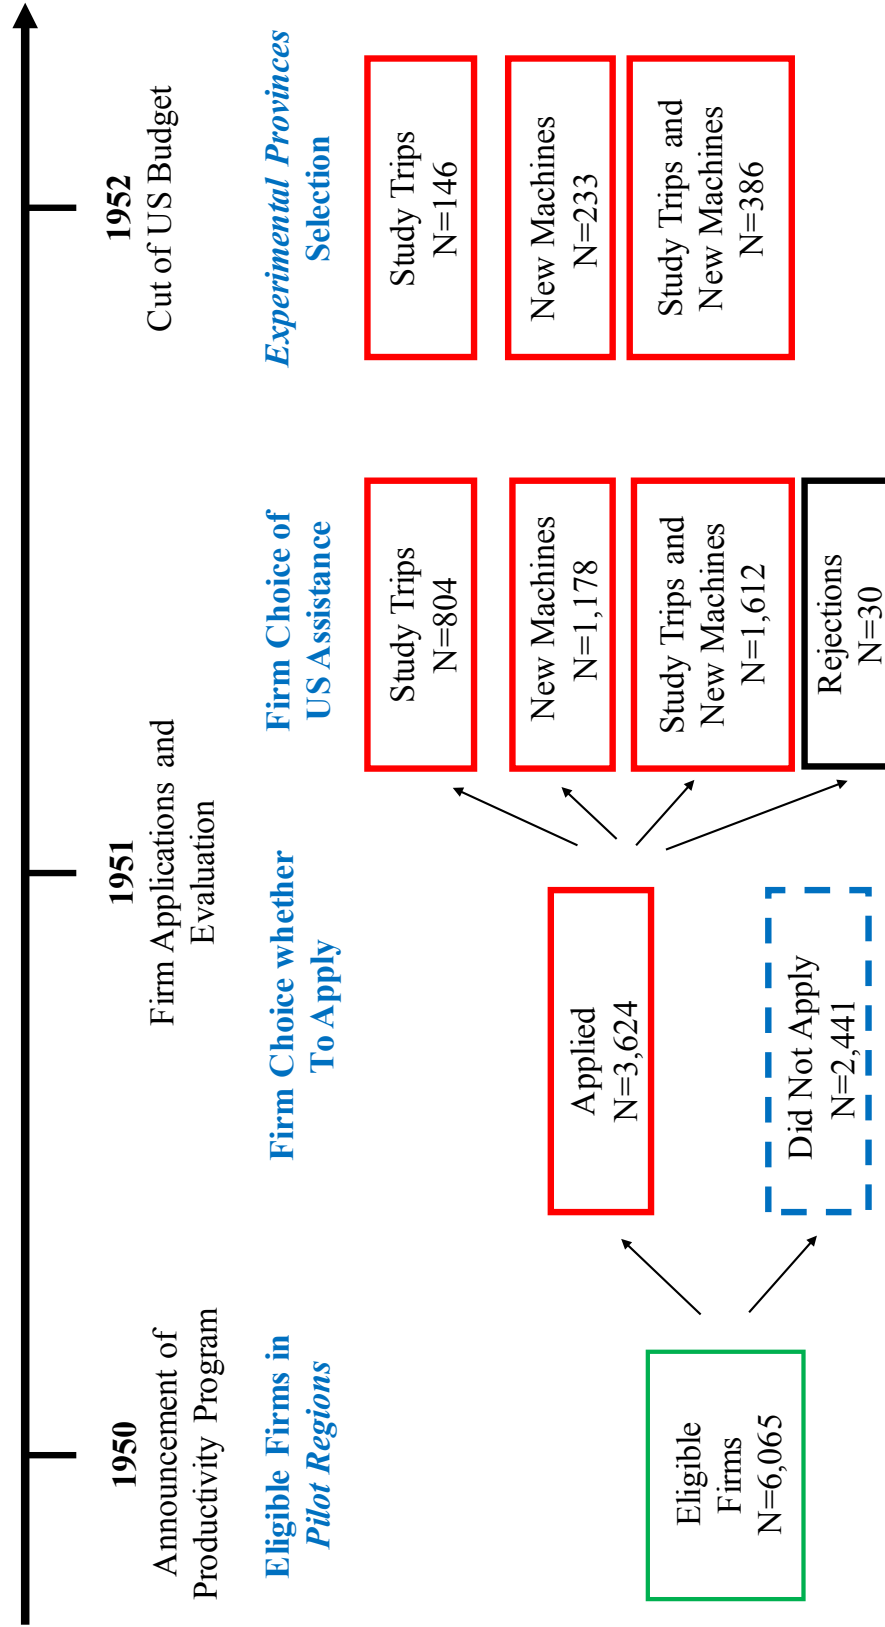 1950
Announcement of
Productivity Program
1951
Firm Applications and
Evaluation
1952
Cut of US Budget
Eligible Firms in
Pilot Regions
Firm Choice whether
To Apply
Firm Choice of
US Assistance
Experimental Provinces
Selection
Eligible
Firms
N=6,065
Applied
N=3,624
Did Not Apply
N=2,441
Study Trips
N=804
New Machines
N=1,178
Study Trips and
New Machines
N=1,612
Rejections
N=30
Study Trips
N=146
New Machines
N=233
Study Trips and
New Machines
N=386